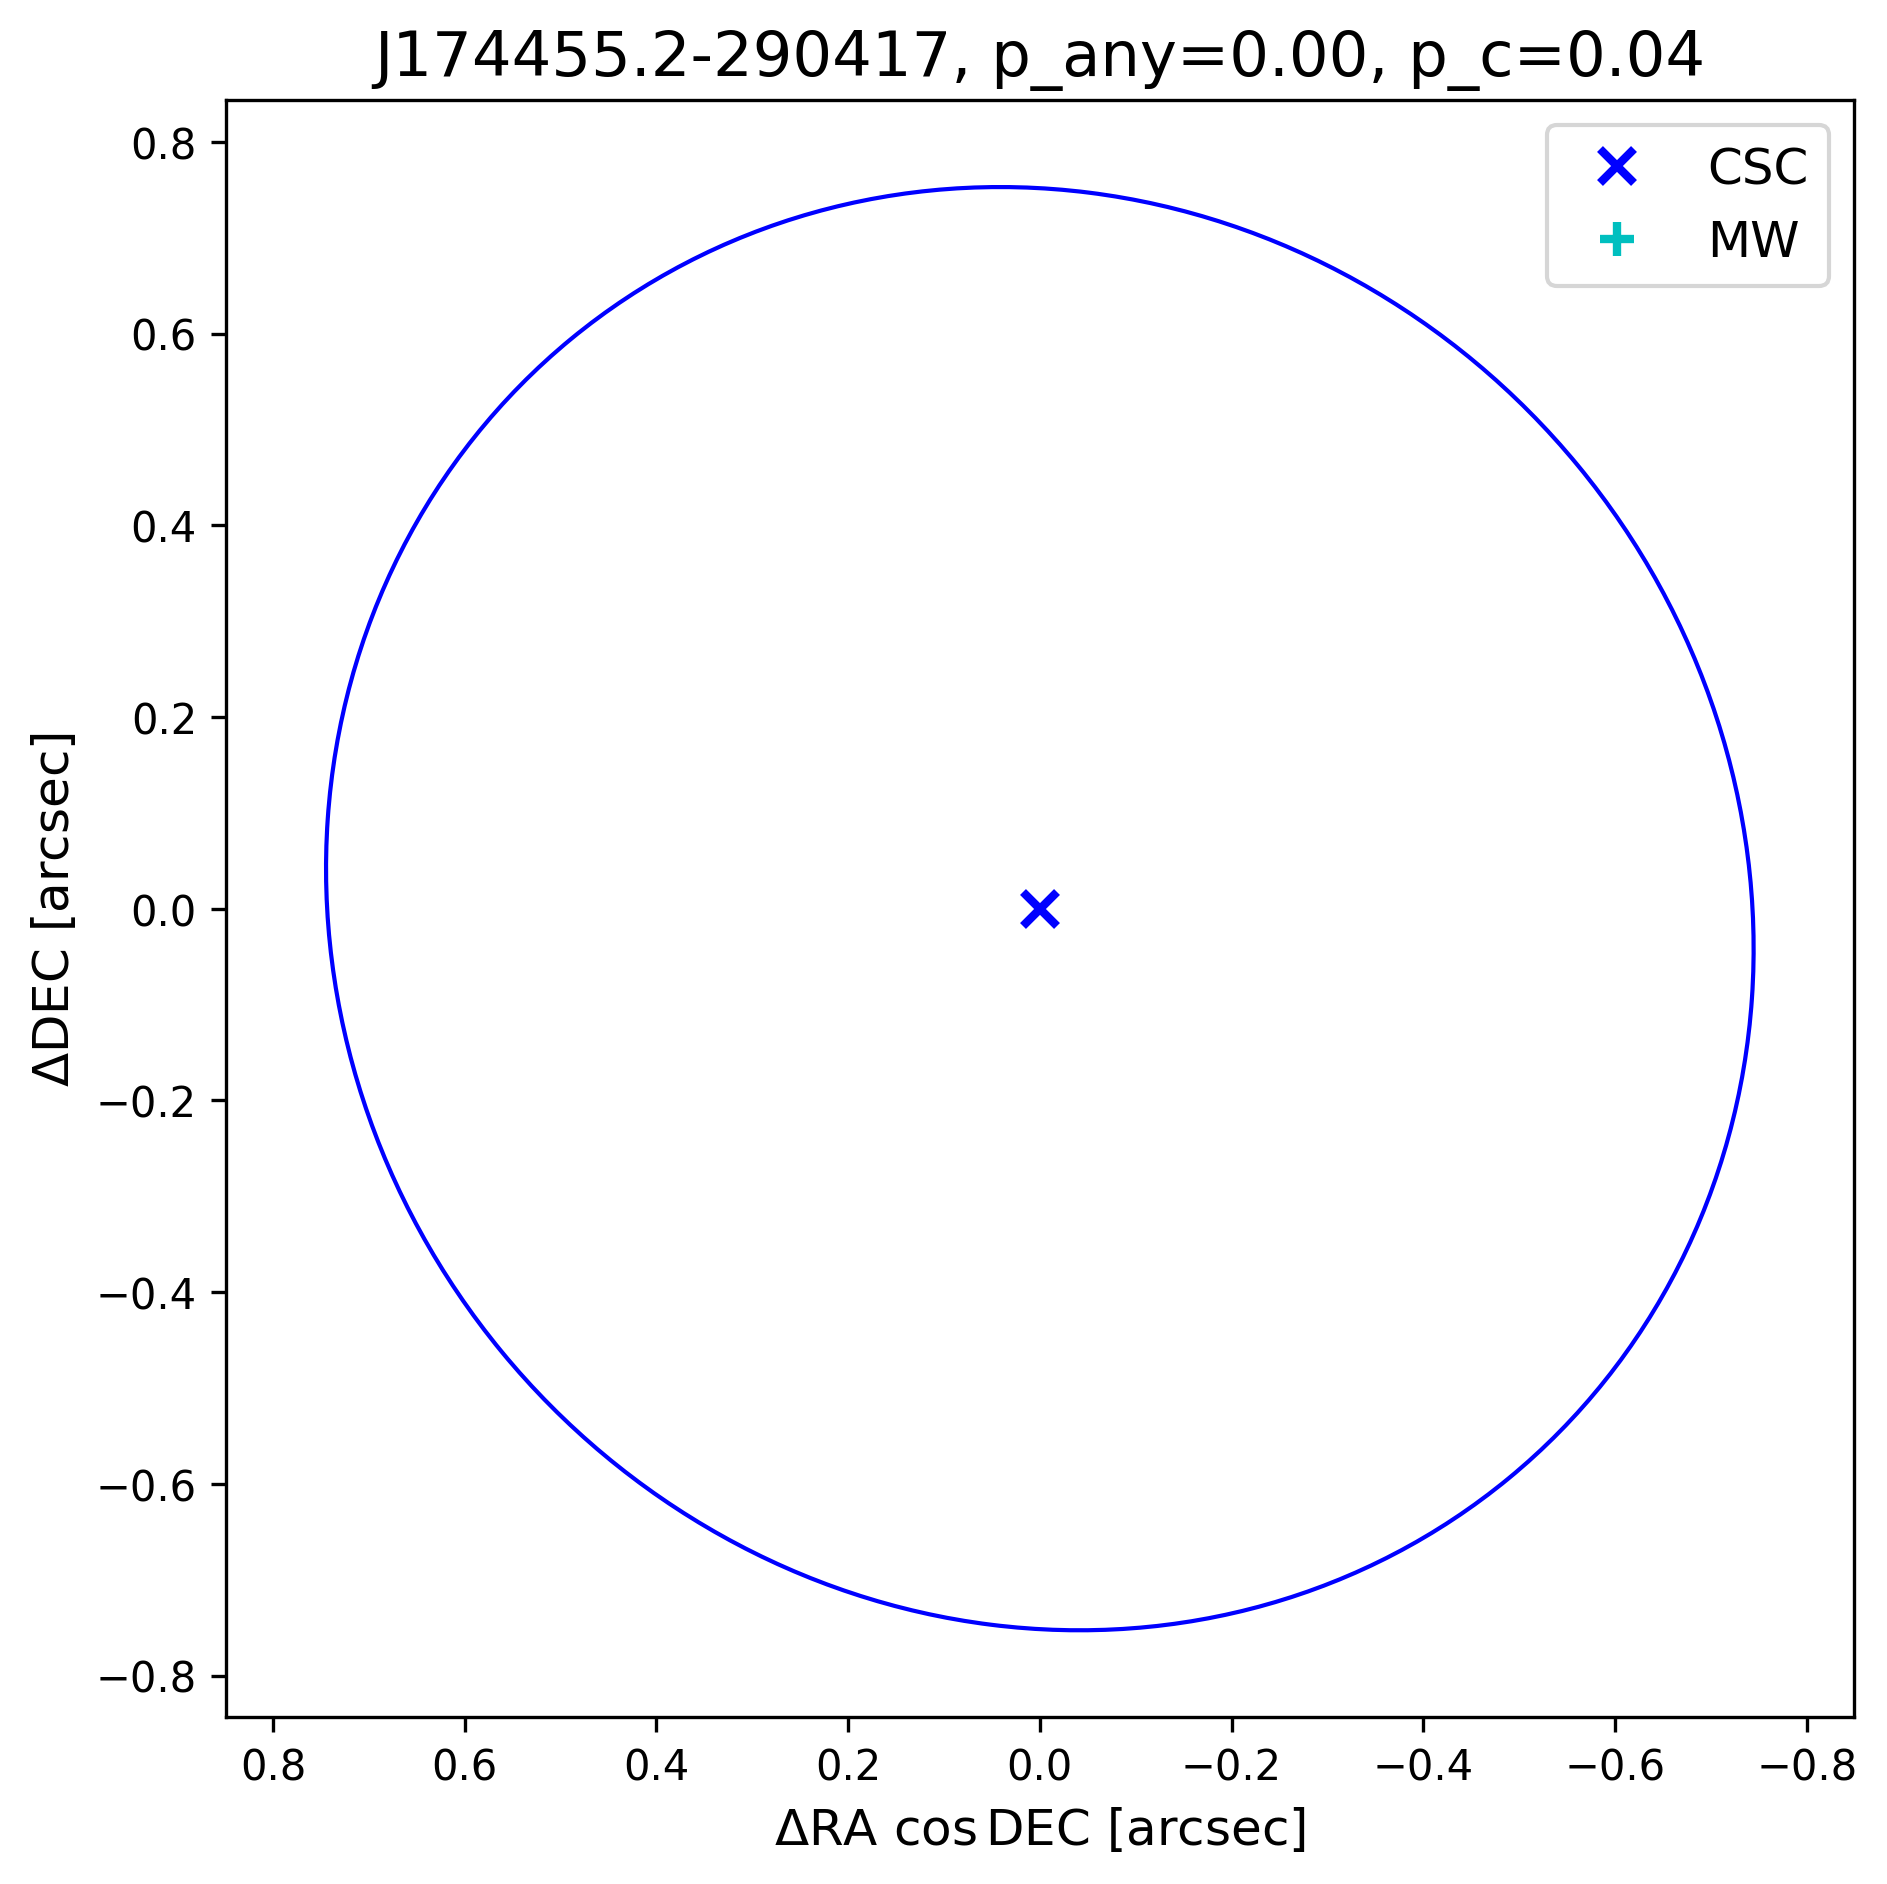 J174455.2-290417, p_any=0.00, p_c=0.04
CSC
MW
0.8
0.6
0.4
0.2
0.0
−0.2
−0.4
−0.6
−0.8
ΔDEC [arcsec]
0.8 0.6 0.4 0.2 0.0 −0.2 −0.4 −0.6 −0.8
ΔRA cos DEC [arcsec]